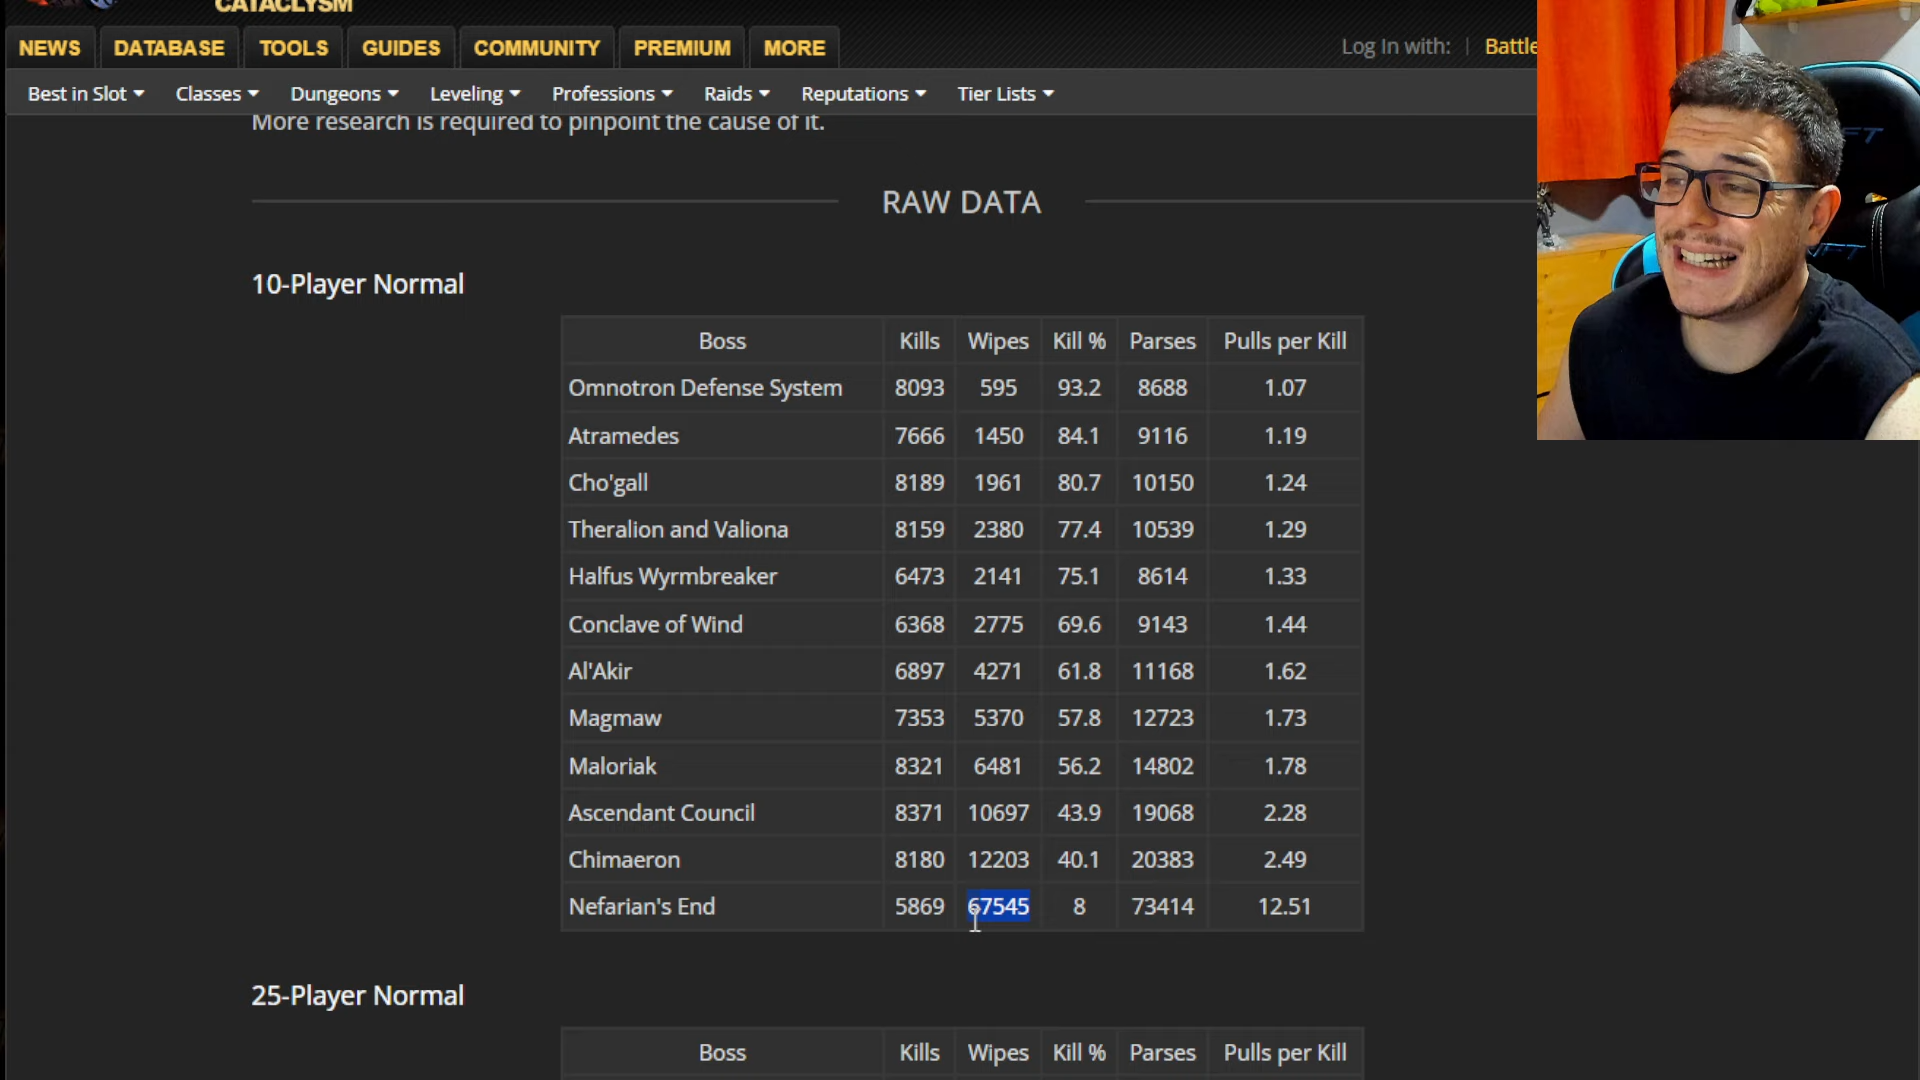 CATACLYSM
NEWS DATABASE TOOLS GUIDES COMMUNITY PREMIUM MORE Log In with: | Battle
Best in Slot Classes Dungeons Leveling Professions Raids Reputations Tier Lists
More research is required to pinpoint the cause of it.
RAW DATA
10-Player Normal
Boss Kills Wipes Kill % Parses Pulls per Kill
Omnotron Defense System 8093 595 93.2 8688 1.07
Atramedes 7666 1450 84.1 9116 1.19
Cho'gall 8189 1961 80.7 10150 1.24
Theralion and Valiona 8159 2380 77.4 10539 1.29
Halfus Wyrmbreaker 6473 2141 75.1 8614 1.33
Conclave of Wind 6368 2775 69.6 9143 1.44
Al'Akir 6897 4271 61.8 11168 1.62
Magmaw 7353 5370 57.8 12723 1.73
Maloriak 8321 6481 56.2 14802 1.78
Ascendant Council 8371 10697 43.9 19068 2.28
Chimaeron 8180 12203 40.1 20383 2.49
Nefarian's End 5869 67545 8 73414 12.51
25-Player Normal
Boss Kills Wipes Kill % Parses Pulls per Kill